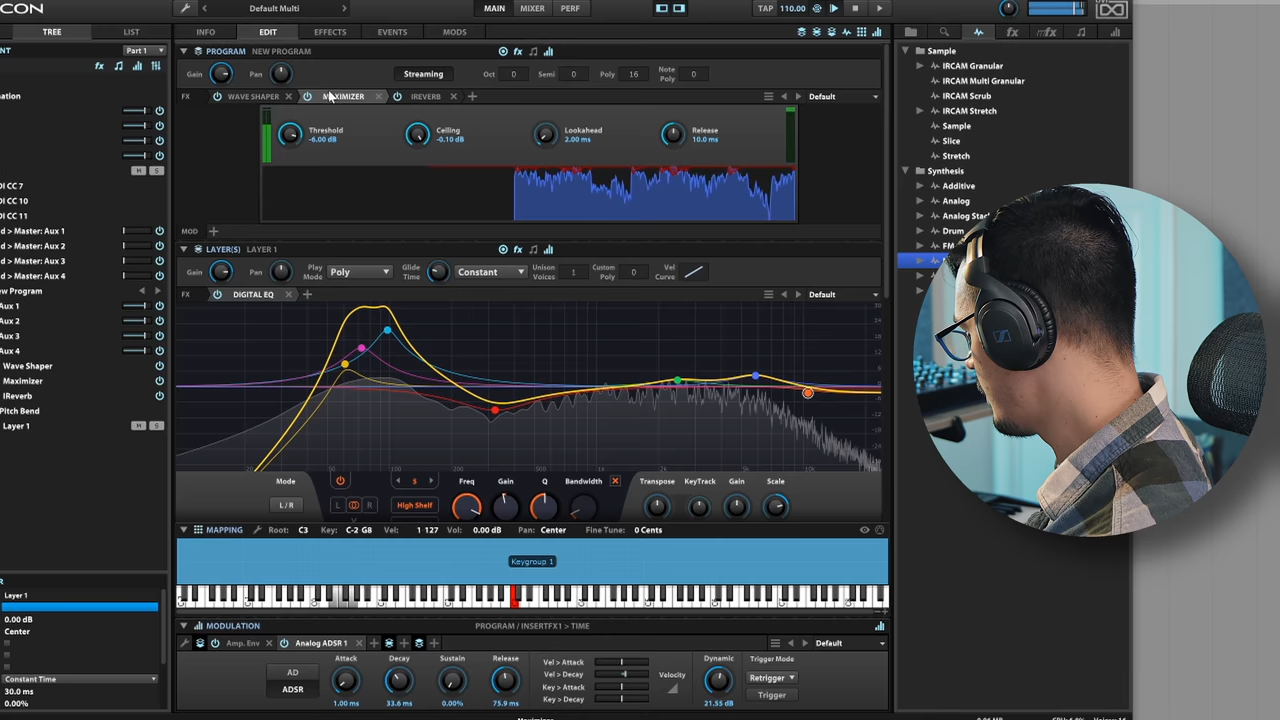 CON
Default Multi
MAIN MIXER PERF
TAP 110.00
TREE LIST
INFO EDIT EFFECTS EVENTS MODS
Part 1
PROGRAM NEW PROGRAM
fx
fx
Sample
IRCAM Granular
IRCAM Multi Granular
IRCAM Scrub
IRCAM Stretch
Sample
Slice
Stretch
Synthesis
Additive
Analog
Drum
FM
Gain Pan Streaming Oct 0 Semi 0 Poly 16 Note Poly 0
FX WAVE SHAPER MAXIMIZER IREVERB Default
Threshold
-6.00 dB
Ceiling
-0.10 dB
Lookahead
2.00 ms
Release
10.0 ms
M S
DI CC 7
DI CC 10
DI CC 11
d > Master: Aux 1
d > Master: Aux 2
d > Master: Aux 3
d > Master: Aux 4
ew Program
Aux 1
Aux 2
Aux 3
Aux 4
Wave Shaper
Maximizer
IReverb
Pitch Bend
Layer 1 M S
MOD
LAYER(S) LAYER 1
fx
Gain Pan Play Mode Poly Glide Time Constant Unison Voices 1 Custom Poly 0 Vel Curve
FX DIGITAL EQ Default
Mode
L / R
L R
S
High Shelf
Freq Gain Q Bandwidth
Transpose KeyTrack Gain Scale
MAPPING Root: C3 Key: C-2 G8 Vel: 1 127 Vol: 0.00 dB Pan: Center Fine Tune: 0 Cents
Keygroup 1
MODULATION PROGRAM / INSERTFX1 > TIME
Amp. Env Analog ADSR 1 Default
AD
ADSR
Attack
1.00 ms
Decay
33.6 ms
Sustain
0.00%
Release
75.9 ms
Vel > Attack
Vel > Decay
Key > Attack
Key > Decay
Velocity
Dynamic
21.55 dB
Trigger Mode
Retrigger
Trigger
Layer 1
0.00 dB
Center
Constant Time
30.0 ms
0.00%